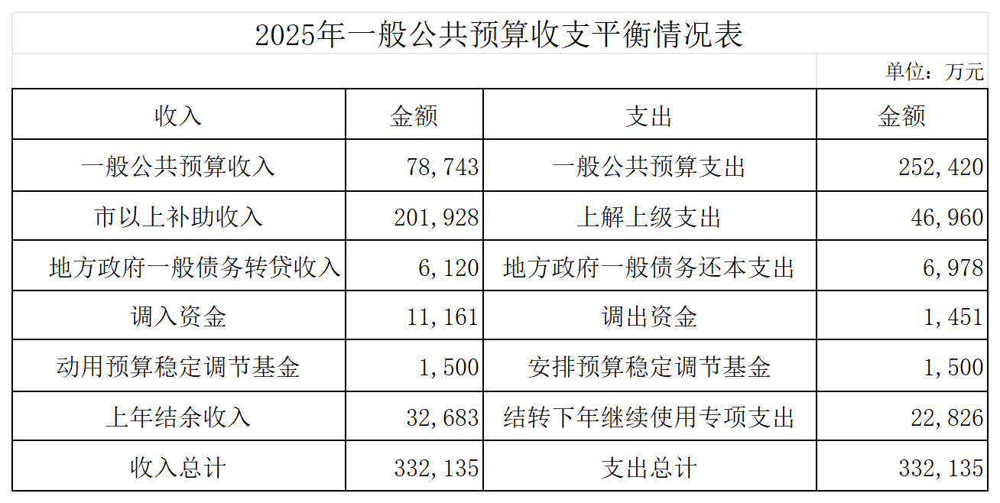 2025年一般公共预算收支平衡情况表
单位：万元
收入 金额 支出 金额
一般公共预算收入 78,743 一般公共预算支出 252,420
市以上补助收入 201,928 上解上级支出 46,960
地方政府一般债务转贷收入 6,120 地方政府一般债务还本支出 6,978
调入资金 11,161 调出资金 1,451
动用预算稳定调节基金 1,500 安排预算稳定调节基金 1,500
上年结余收入 32,683 结转下年继续使用专项支出 22,826
收入总计 332,135 支出总计 332,135